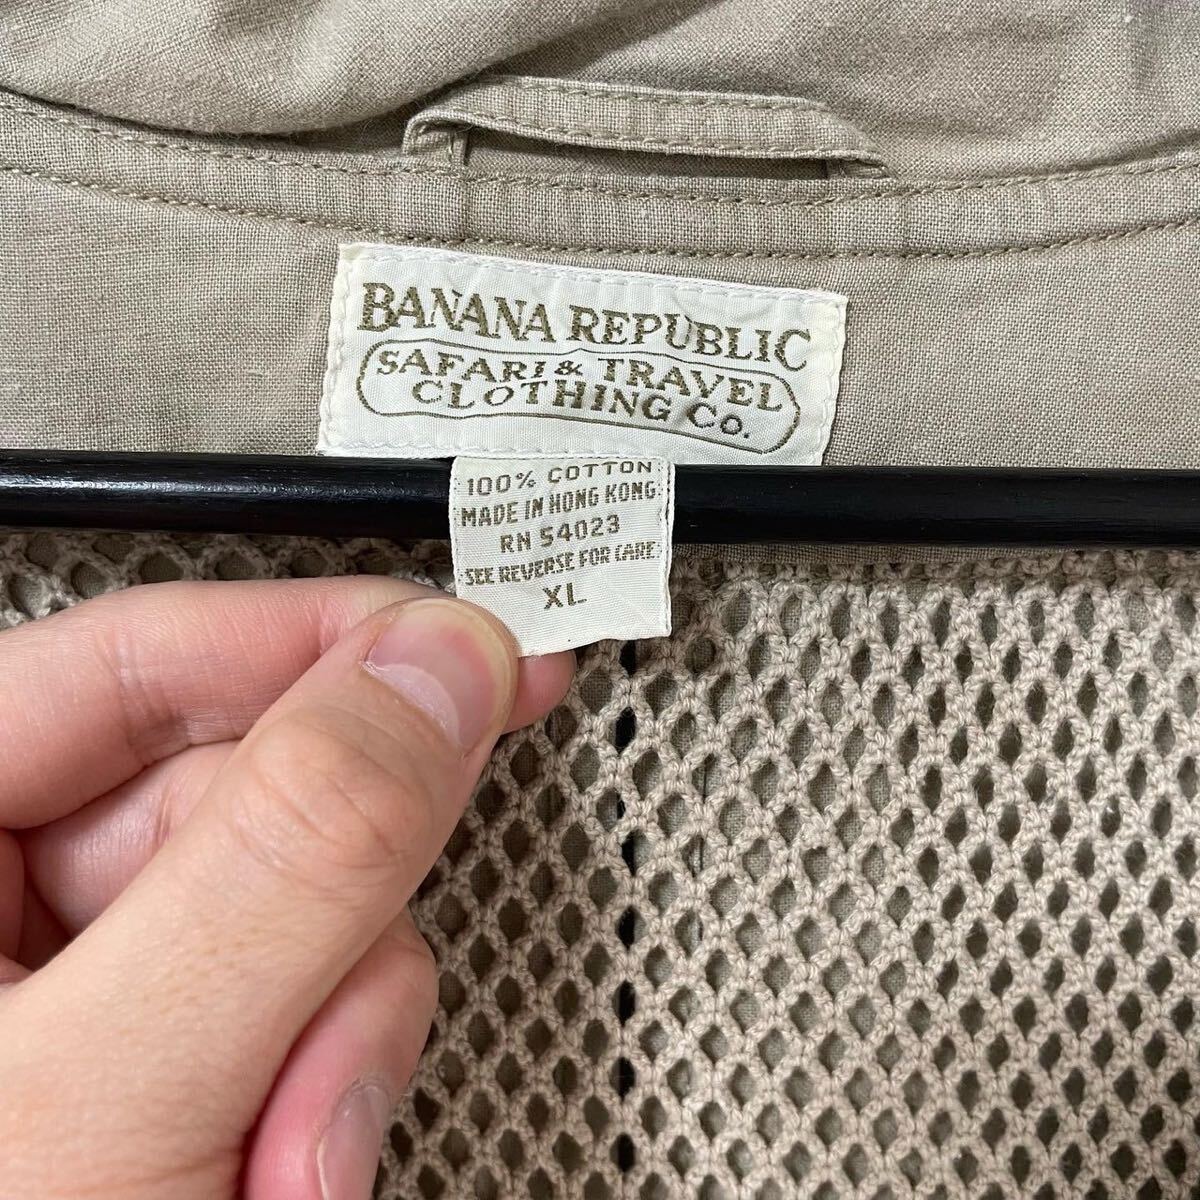 BANANA REPUBLIC
SAFARI & TRAVEL
CLOTHING Co.
100% COTTON
MADE IN HONG KONG
RN 54023
SEE REVERSE FOR CARE
XL